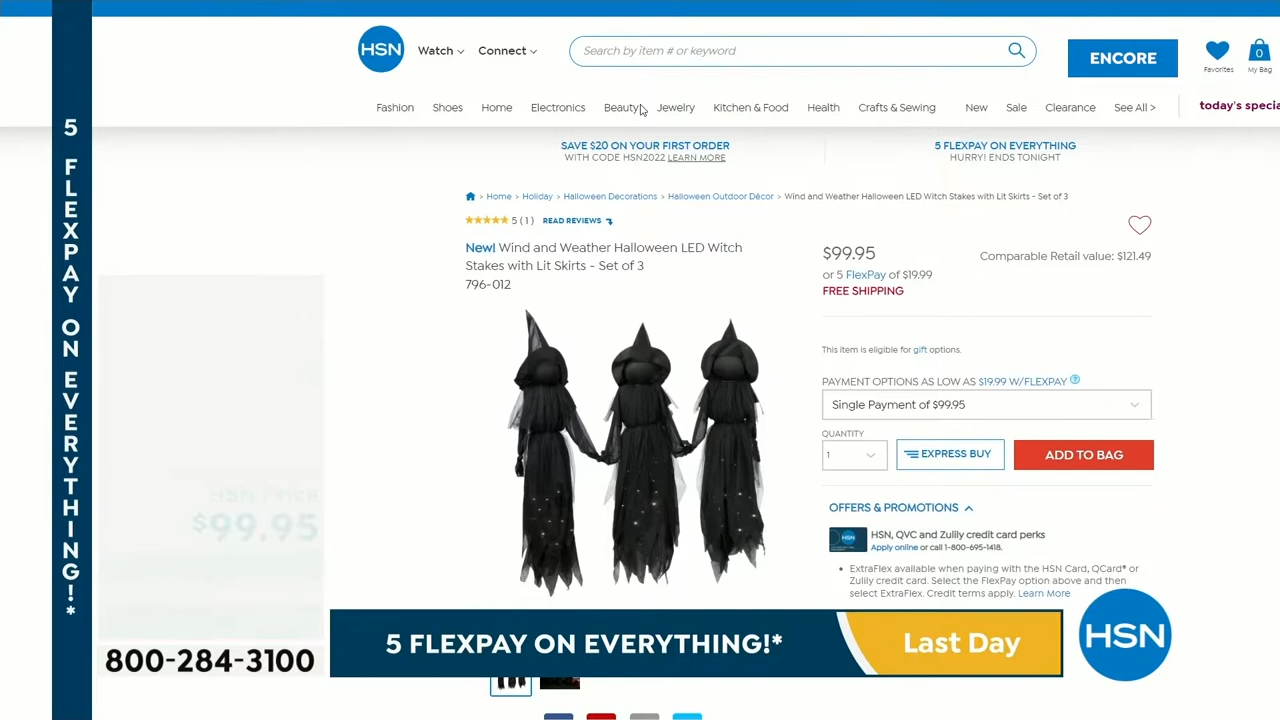 5 FLEXPAY ON EVERYTHING!*
HSN
Watch
Connect
Search by item # or keyword
ENCORE
Favorites
0
My Bag
Fashion
Shoes
Home
Electronics
Beauty
Jewelry
Kitchen & Food
Health
Crafts & Sewing
New
Sale
Clearance
See All >
today's specia
SAVE $20 ON YOUR FIRST ORDER
WITH CODE HSN2022 LEARN MORE
5 FLEXPAY ON EVERYTHING
HURRY! ENDS TONIGHT
> Home > Holiday > Halloween Decorations > Halloween Outdoor Décor > Wind and Weather Halloween LED Witch Stakes with Lit Skirts - Set of 3
5 (1) READ REVIEWS
New! Wind and Weather Halloween LED Witch
Stakes with Lit Skirts - Set of 3
796-012
$99.95
or 5 FlexPay of $19.99
FREE SHIPPING
Comparable Retail value: $121.49
This item is eligible for gift options.
PAYMENT OPTIONS AS LOW AS $19.99 W/FLEXPAY ?
Single Payment of $99.95
QUANTITY
1
EXPRESS BUY
ADD TO BAG
OFFERS & PROMOTIONS
HSN, QVC and Zulily credit card perks
Apply online or call 1-800-695-1418.
• ExtraFlex available when paying with the HSN Card, QCard® or
Zulily credit card. Select the FlexPay option above and then
select ExtraFlex. Credit terms apply. Learn More
HSN PRICE
$99.95
800-284-3100
5 FLEXPAY ON EVERYTHING!*
Last Day
HSN